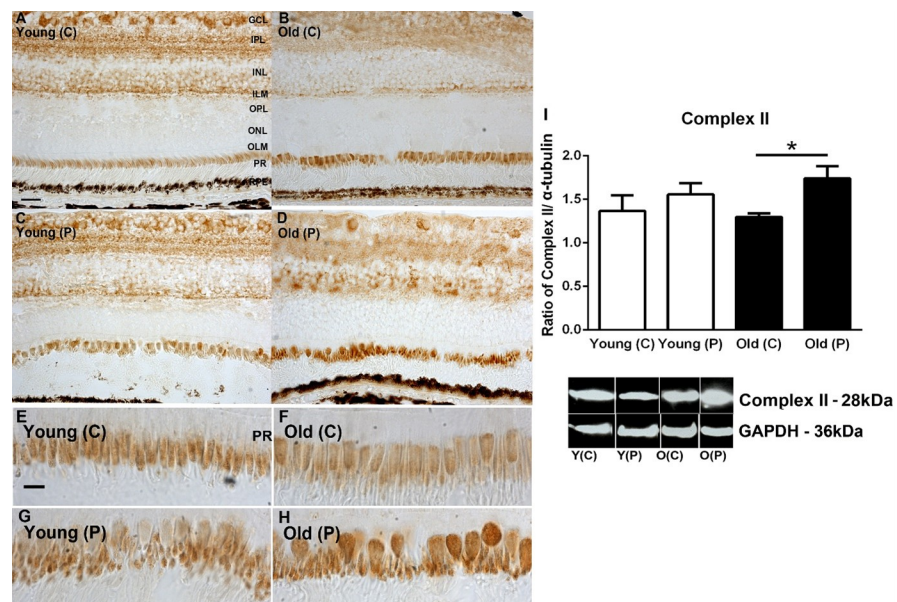 A
Young (C)
GCL
IPL
INL
ILM
OPL
ONL
OLM
PR
RPE
B
Old (C)
C
Young (P)
D
Old (P)
E
Young (C)
PR
F
Old (C)
G
Young (P)
H
Old (P)
I
Complex II
Ratio of Complex II/ α-tubulin
2.0
1.5
1.0
0.5
0.0
*
Young (C) Young (P) Old (C) Old (P)
Complex II - 28kDa
GAPDH - 36kDa
Y(C) Y(P) O(C) O(P)